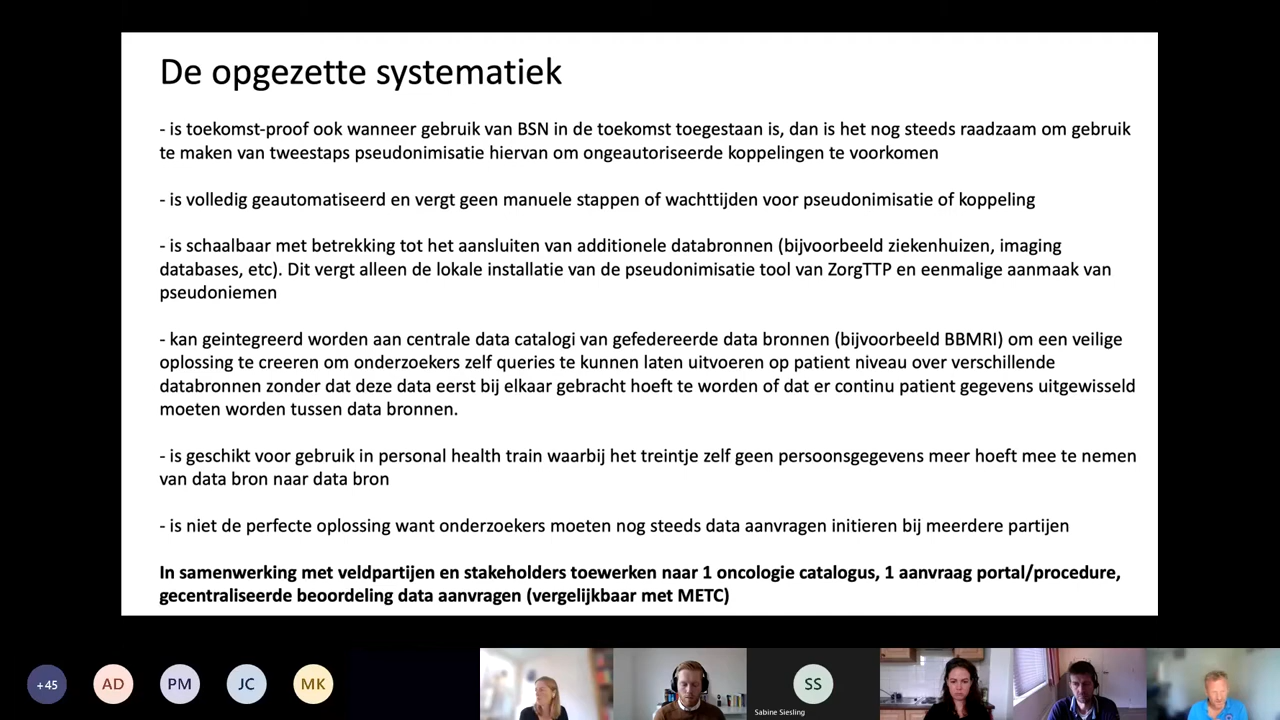 De opgezette systematiek
- is toekomst-proof ook wanneer gebruik van BSN in de toekomst toegestaan is, dan is het nog steeds raadzaam om gebruik
te maken van tweestaps pseudonimisatie hiervan om ongeautoriseerde koppelingen te voorkomen
- is volledig geautomatiseerd en vergt geen manuele stappen of wachttijden voor pseudonimisatie of koppeling
- is schaalbaar met betrekking tot het aansluiten van additionele databronnen (bijvoorbeeld ziekenhuizen, imaging
databases, etc). Dit vergt alleen de lokale installatie van de pseudonimisatie tool van ZorgTTP en eenmalige aanmaak van
pseudoniemen
- kan geintegreerd worden aan centrale data catalogi van gefedereerde data bronnen (bijvoorbeeld BBMRI) om een veilige
oplossing te creeren om onderzoekers zelf queries te kunnen laten uitvoeren op patient niveau over verschillende
databronnen zonder dat deze data eerst bij elkaar gebracht hoeft te worden of dat er continu patient gegevens uitgewisseld
moeten worden tussen data bronnen.
- is geschikt voor gebruik in personal health train waarbij het treintje zelf geen persoonsgegevens meer hoeft mee te nemen
van data bron naar data bron
- is niet de perfecte oplossing want onderzoekers moeten nog steeds data aanvragen initieren bij meerdere partijen
In samenwerking met veldpartijen en stakeholders toewerken naar 1 oncologie catalogus, 1 aanvraag portal/procedure,
gecentraliseerde beoordeling data aanvragen (vergelijkbaar met METC)
+45 AD PM JC MK SS
Sabine Siesling